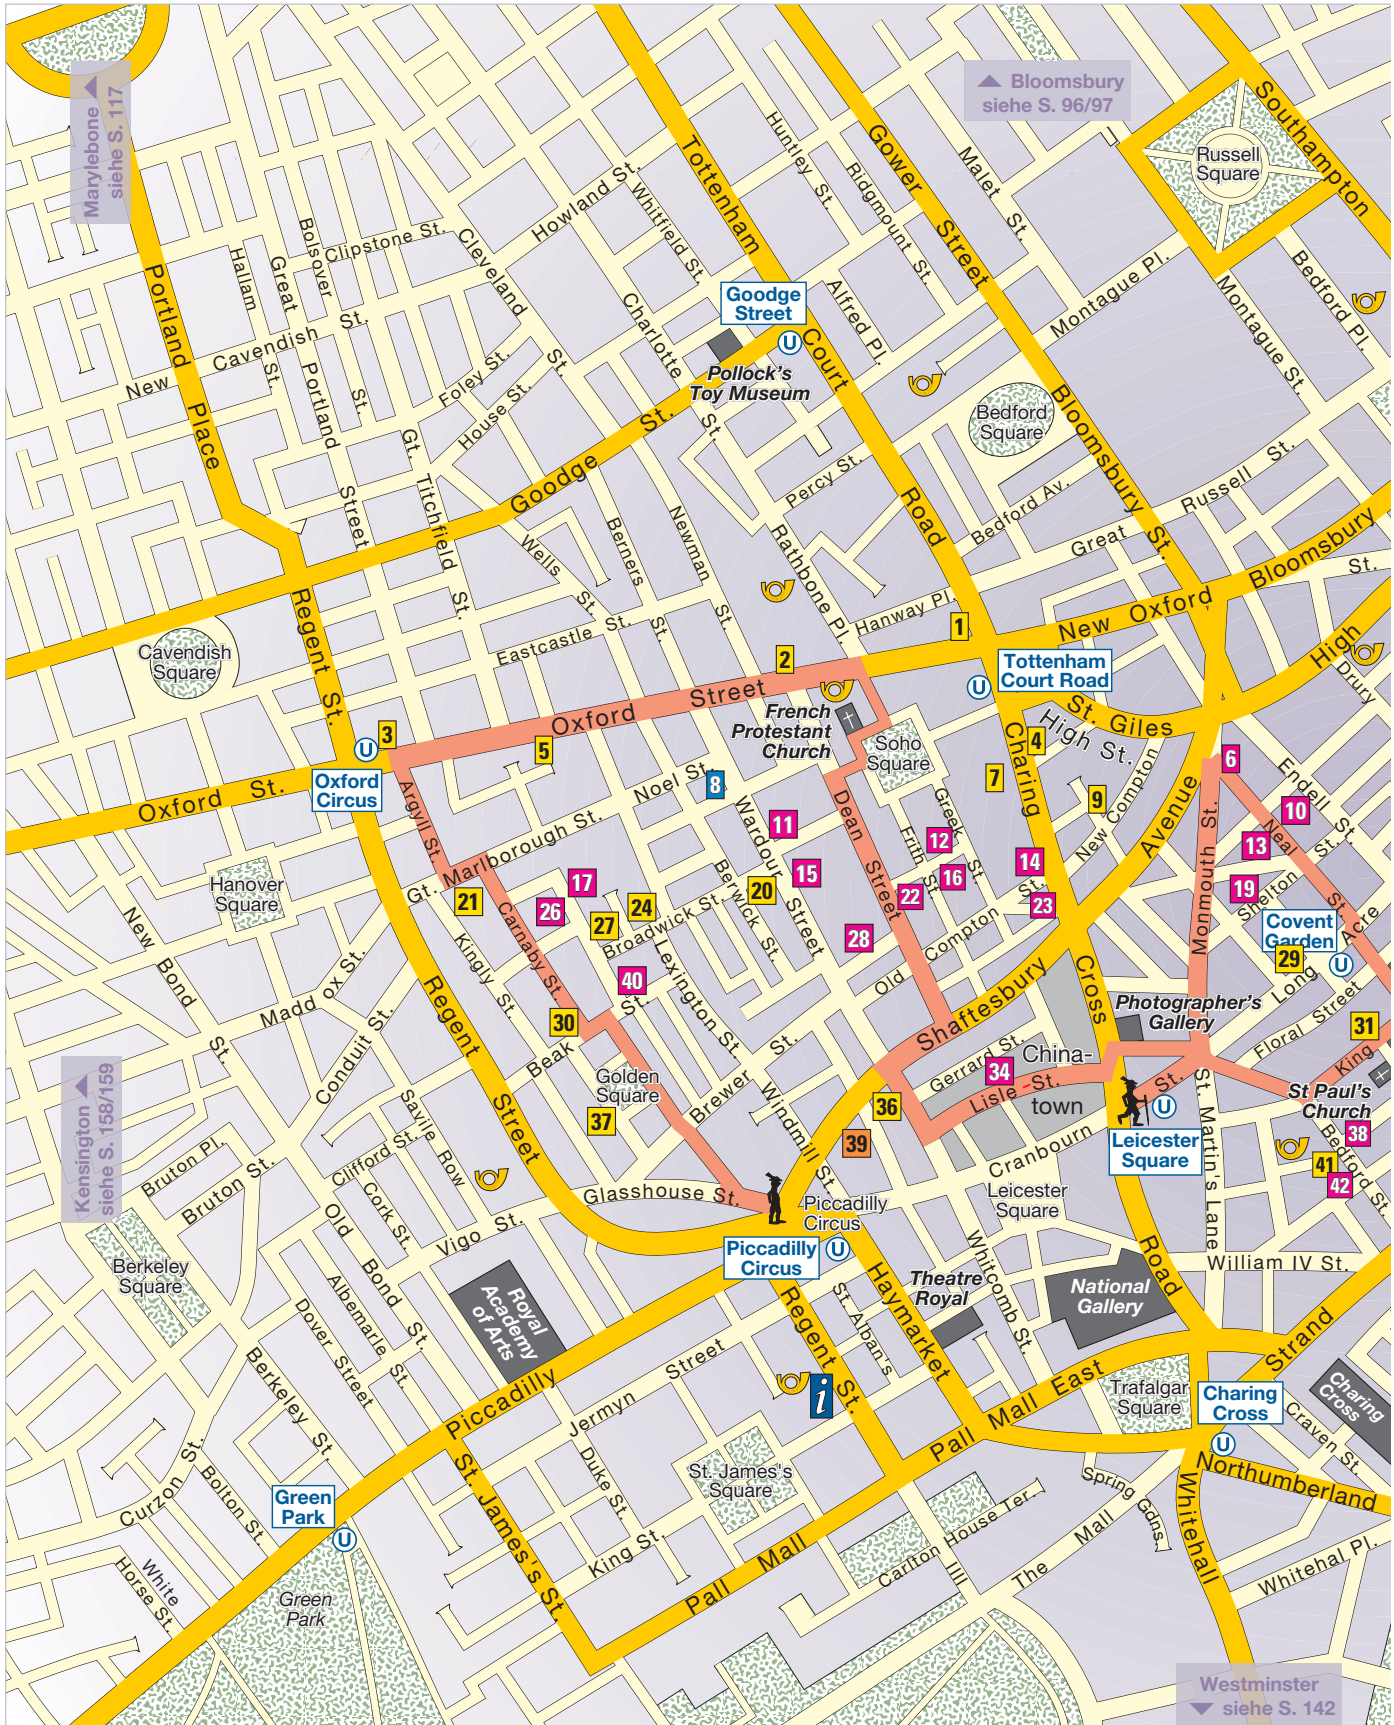 Marylebone
siehe S. 117
Bloomsbury
siehe S. 96/97
Southampton
Russell
Square
Tottenham
Court
Road
Gower
Street
Huntley St.
Ridgmount St.
Malet St.
Howland St.
Whitfield St.
Bolsover
Clipstone St.
Cleveland
St.
Hallam
St.
Great
Portland
Street
Portland
Place
New Cavendish St.
St.
Charlotte
St.
Goodge
Street
U
Alfred Pl.
Montague Pl.
Bedford Pl.
Montague St.
Pollock's
Toy Museum
Foley St.
House St.
Gt. Titchfield St.
Goodge St.
Bedford
Square
Bloomsbury St.
Percy St.
Bedford Av.
Great Russell St.
Bloomsbury
St.
Wells St.
Berners St.
Newman St.
Rathbone Pl.
Hanway Pl.
New Oxford
High
Drury
Eastcastle St.
Cavendish
Square
Regent St.
1
2
3
4
5
6
7
8
9
10
11
12
13
14
15
16
17
19
20
21
22
23
24
26
27
28
29
30
31
34
36
37
38
39
40
41
42
Tottenham
Court Road
U
St. Giles
High St.
Oxford Street
French
Protestant
Church
Soho
Square
Charing
Cross
Road
Oxford St.
U
Oxford
Circus
Argyll St.
Noel St.
Wardour
Street
Dean
Street
Frith St.
Greek
St.
New Compton
Avenue
Monmouth St.
Endell St.
Neal
St.
Shelton
St.
Gt. Marlborough St.
Hanover
Square
Carnaby St.
Kingly St.
Broadwick St.
Berwick St.
Lexington St.
Old Compton St.
Covent
Garden
U
Long Acre
Floral Street
King
New Bond St.
Maddox St.
Conduit St.
Regent
Street
Beak St.
Golden
Square
Brewer St.
Windmill St.
Shaftesbury
Gerrard St.
China-
town
Lisle St.
Photographer's
Gallery
St Paul's
Church
Bedford St.
St. Martin's Lane
St.
U
Leicester
Square
Cranbourn
Leicester
Square
Kensington
siehe S. 158/159
Bruton Pl.
Bruton St.
Savile Row
Clifford St.
Cork St.
Old
Bond
St.
Vigo St.
Glasshouse St.
Piccadilly
Circus
U
Piccadilly
Circus
Berkeley
Square
Albemarle St.
Dover Street
Berkeley St.
Royal
Academy
of Arts
Piccadilly
Jermyn Street
Regent St.
St. Alban's
Haymarket
Theatre
Royal
Whitcomb St.
National
Gallery
William IV St.
Strand
i
Trafalgar
Square
Charing
Cross
U
Charing
Cross
Craven St.
Northumberland
Pall Mall East
St. James's
Square
Duke St.
King St.
St. James's St.
Pall Mall
Carlton House Ter.
The Mall
Spring Gdns.
Whitehall
Whitehal Pl.
Curzon St.
Bolton St.
White
Horse St.
Green
Park
U
Green
Park
Westminster
siehe S. 142